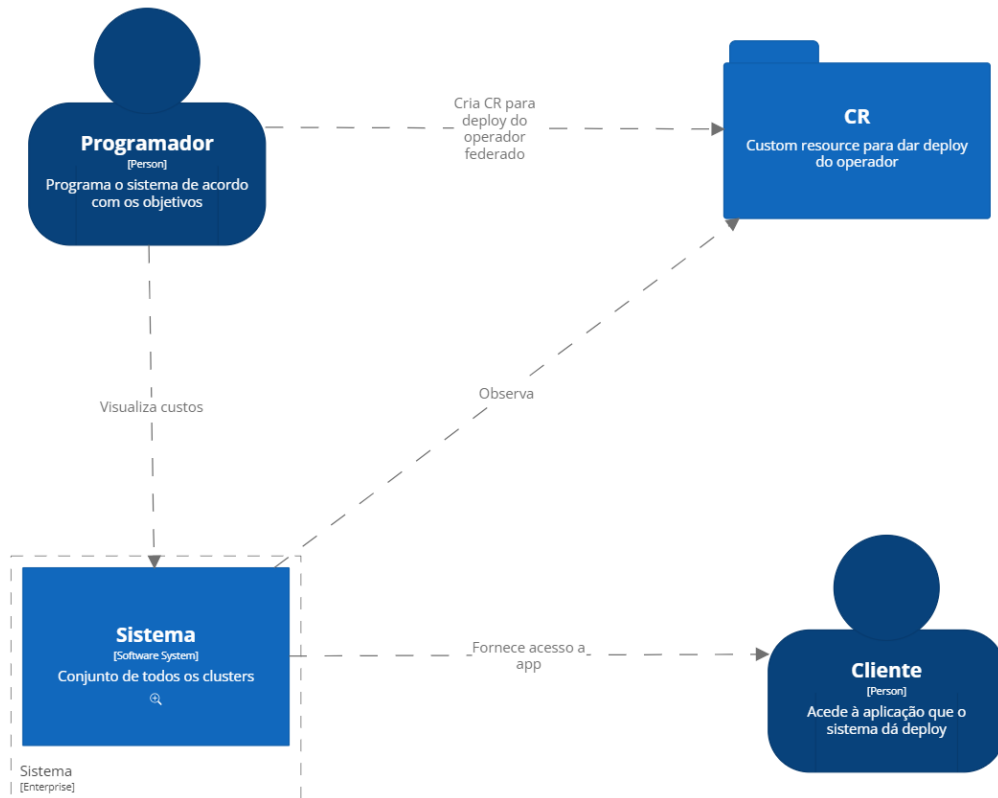 Programador
[Person]
Programa o sistema de acordo
com os objetivos
Cria CR para
deploy do
operador
federado
CR
Custom resource para dar deploy
do operador
Visualiza custos
Observa
Sistema
[Software System]
Conjunto de todos os clusters
Fornece acesso a
app
Cliente
[Person]
Acede à aplicação que o
sistema dá deploy
Sistema
[Enterprise]